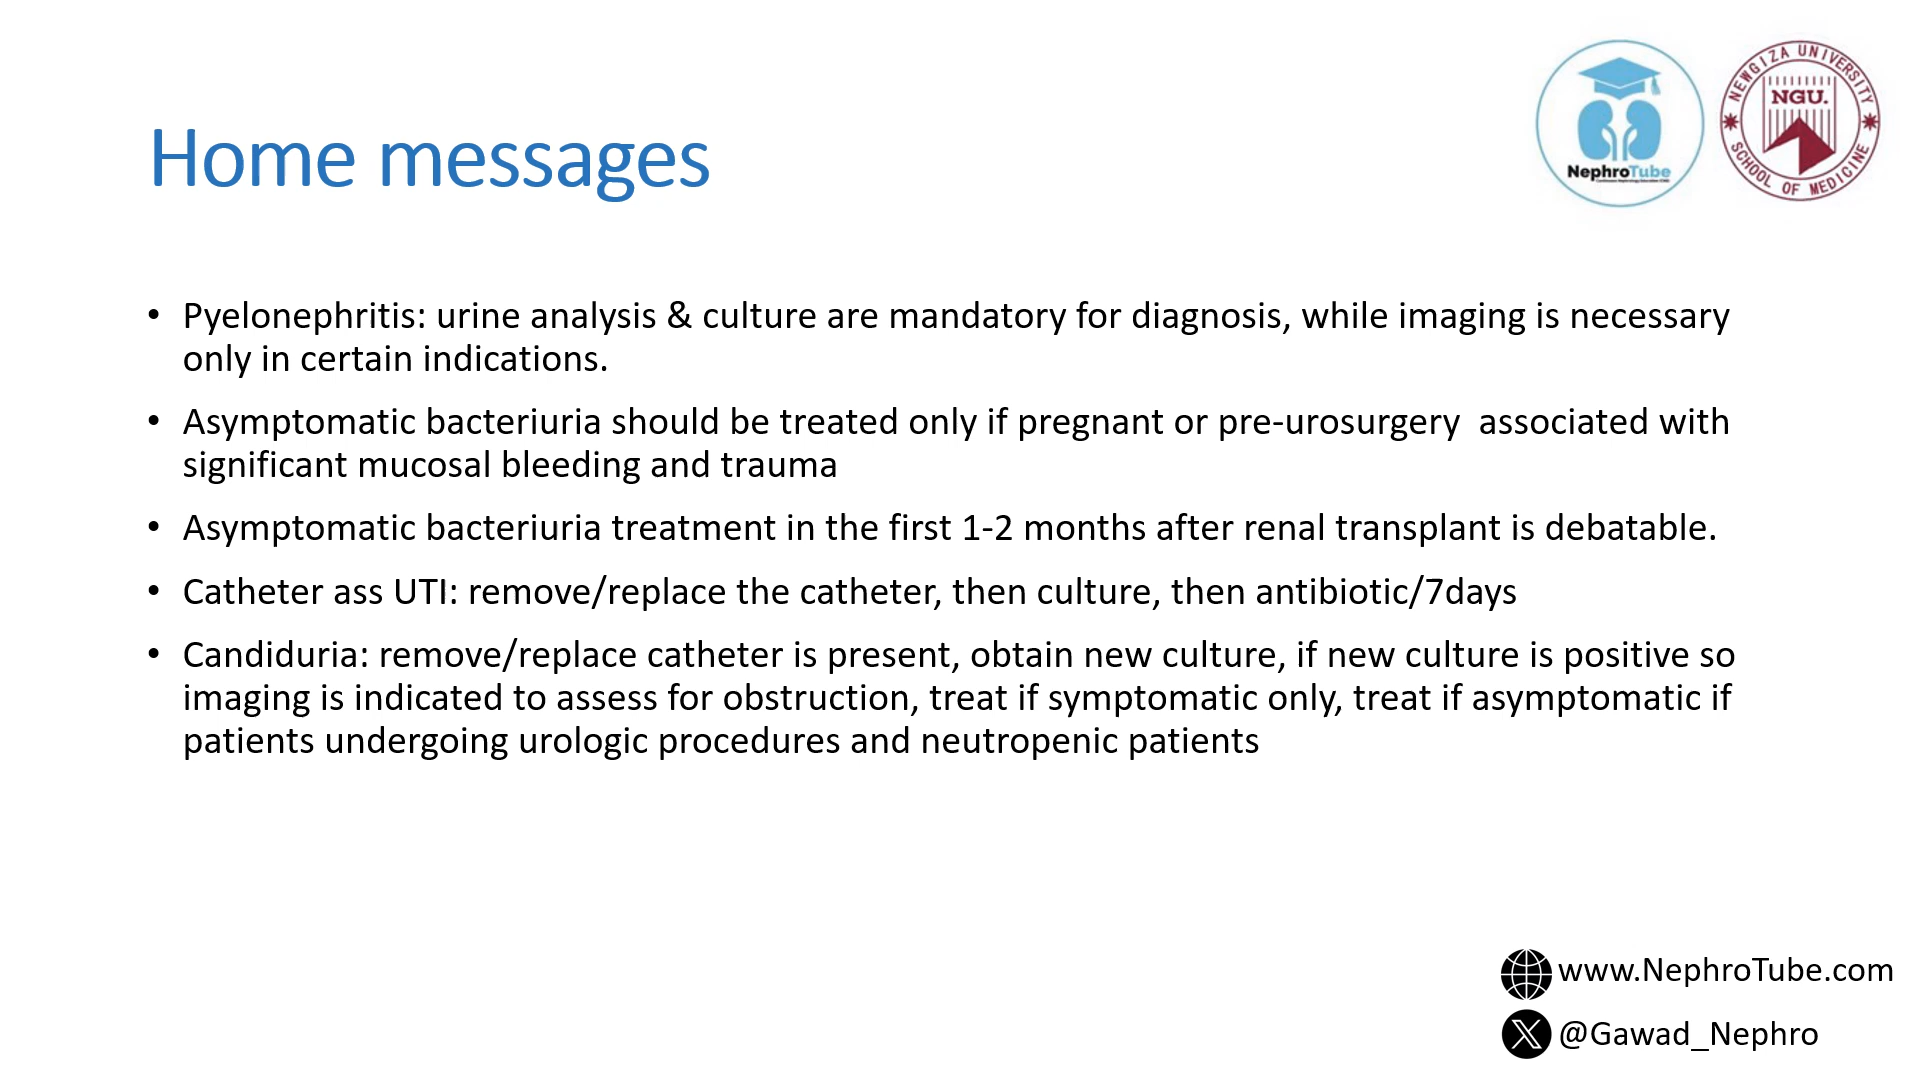 Home messages
NephroTube
NEWGIZA UNIVERSITY
NGU.
SCHOOL OF MEDICINE
• Pyelonephritis: urine analysis & culture are mandatory for diagnosis, while imaging is necessary
only in certain indications.
• Asymptomatic bacteriuria should be treated only if pregnant or pre-urosurgery  associated with
significant mucosal bleeding and trauma
• Asymptomatic bacteriuria treatment in the first 1-2 months after renal transplant is debatable.
• Catheter ass UTI: remove/replace the catheter, then culture, then antibiotic/7days
• Candiduria: remove/replace catheter is present, obtain new culture, if new culture is positive so
imaging is indicated to assess for obstruction, treat if symptomatic only, treat if asymptomatic if
patients undergoing urologic procedures and neutropenic patients
www.NephroTube.com
@Gawad_Nephro